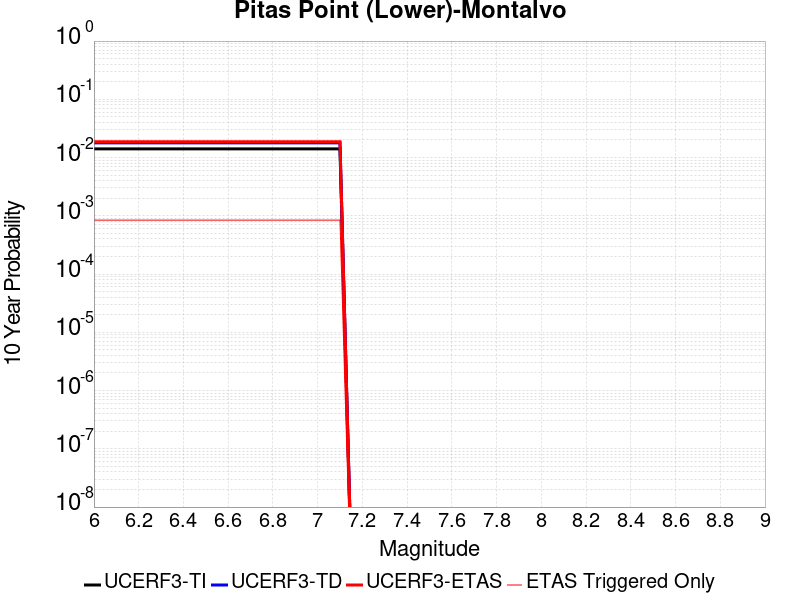 Pitas Point (Lower)-Montalvo
10 Year Probability
10^0
10^-1
10^-2
10^-3
10^-4
10^-5
10^-6
10^-7
10^-8
6 6.2 6.4 6.6 6.8 7 7.2 7.4 7.6 7.8 8 8.2 8.4 8.6 8.8 9
Magnitude
UCERF3-TI UCERF3-TD UCERF3-ETAS ETAS Triggered Only